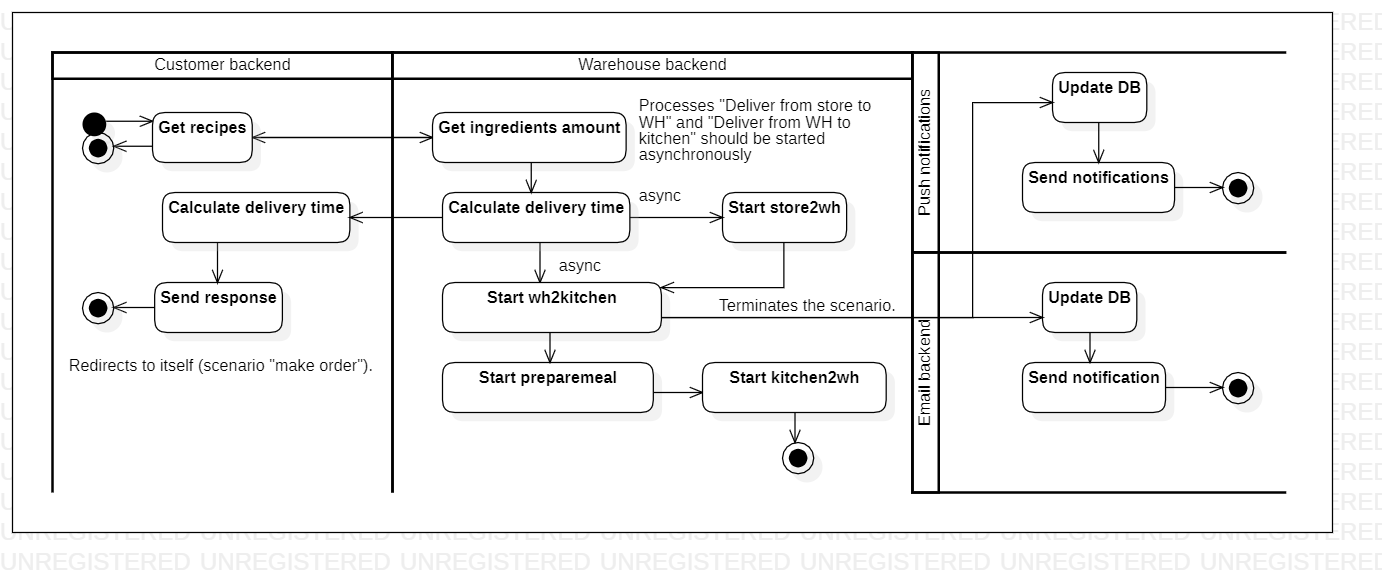 Customer backend
Warehouse backend
Push notifications
Email backend
Get recipes
Get ingredients amount
Processes "Deliver from store to
WH" and "Deliver from WH to
kitchen" should be started
asynchronously
Update DB
Send notifications
Calculate delivery time
Calculate delivery time
async
Start store2wh
async
Send response
Start wh2kitchen
Terminates the scenario.
Update DB
Redirects to itself (scenario "make order").
Start preparemeal
Start kitchen2wh
Send notification
UNREGISTERED UNREGISTERED UNREGISTERED UNREGISTERED UNREGISTERED UNREGISTERED UNREGISTERED